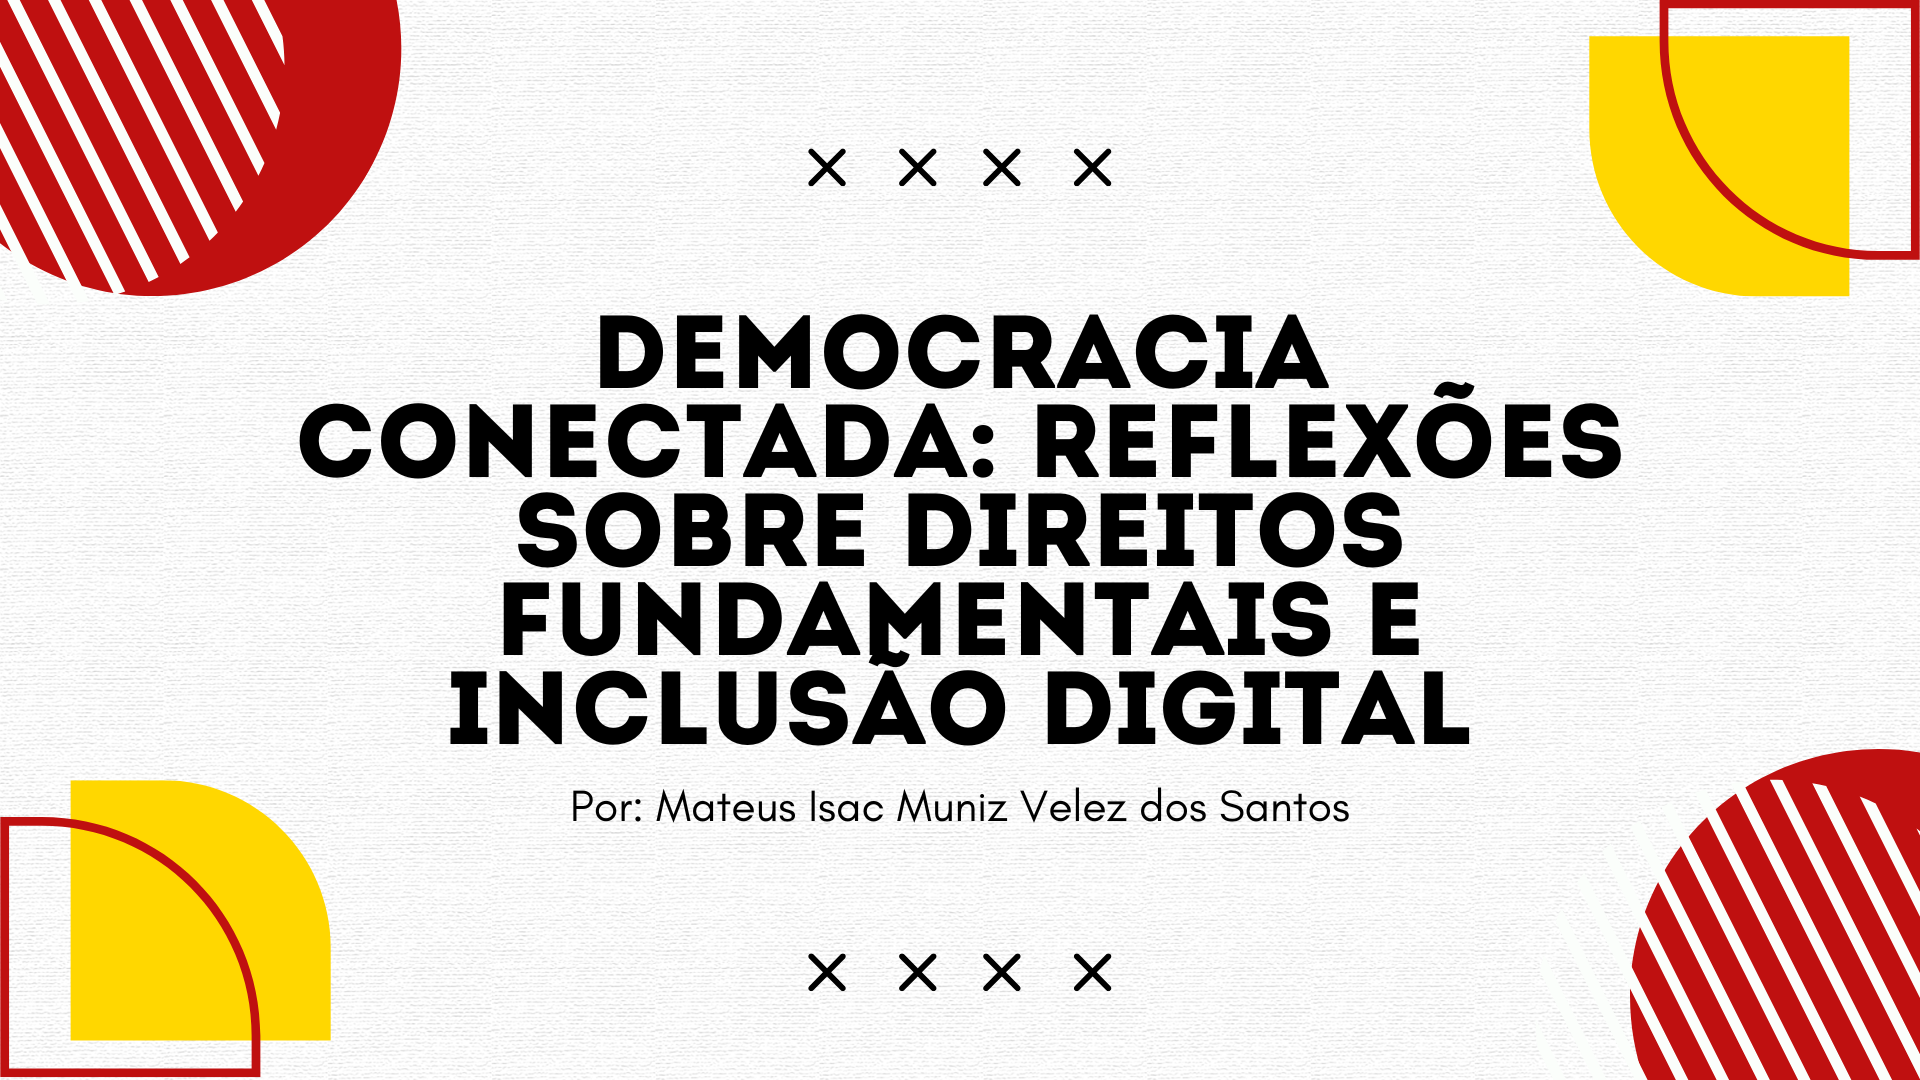 DEMOCRACIA
CONECTADA: REFLEXÕES
SOBRE DIREITOS
FUNDAMENTAIS E
INCLUSÃO DIGITAL
Por: Mateus Isac Muniz Velez dos Santos